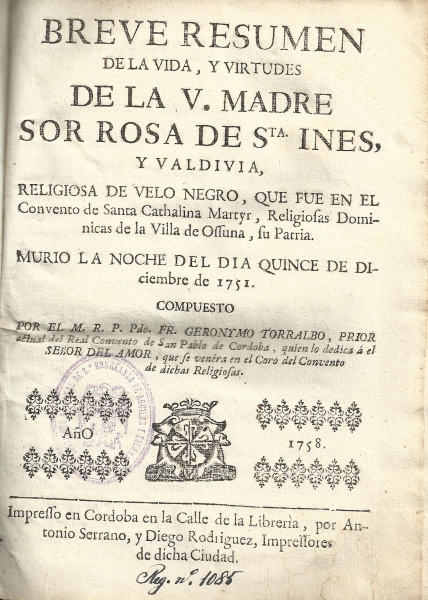 BREVE RESUMEN
DE LA VIDA, Y VIRTUDES
DE LA V. MADRE
SOR ROSA DE STA. INES,
Y VALDIVIA,
RELIGIOSA DE VELO NEGRO, QUE FUE EN EL
Convento de Santa Cathalina Martyr, Religioſas Domi-
nicas de la Villa de Oſſuna, ſu Patria.
MURIO LA NOCHE DEL DIA QUINCE DE DI-
ciembre de 1751.
COMPUESTO
POR EL M. R. P. Pdo. FR. GERONYMO TORRALBO, PRIOR
actual del Real Convento de San Pablo de Cordoba, quien lo dedica á el
SEÑOR DEL AMOR, que ſe venéra en el Coro del Convento
de dichas Religioſas.
AñO 1758.
Impreſſo en Cordoba en la Calle de la Libreria, por An-
tonio Serrano, y Diego Rodriguez, Impreſſores
de dicha Ciudad.
Reg. nº. 1085